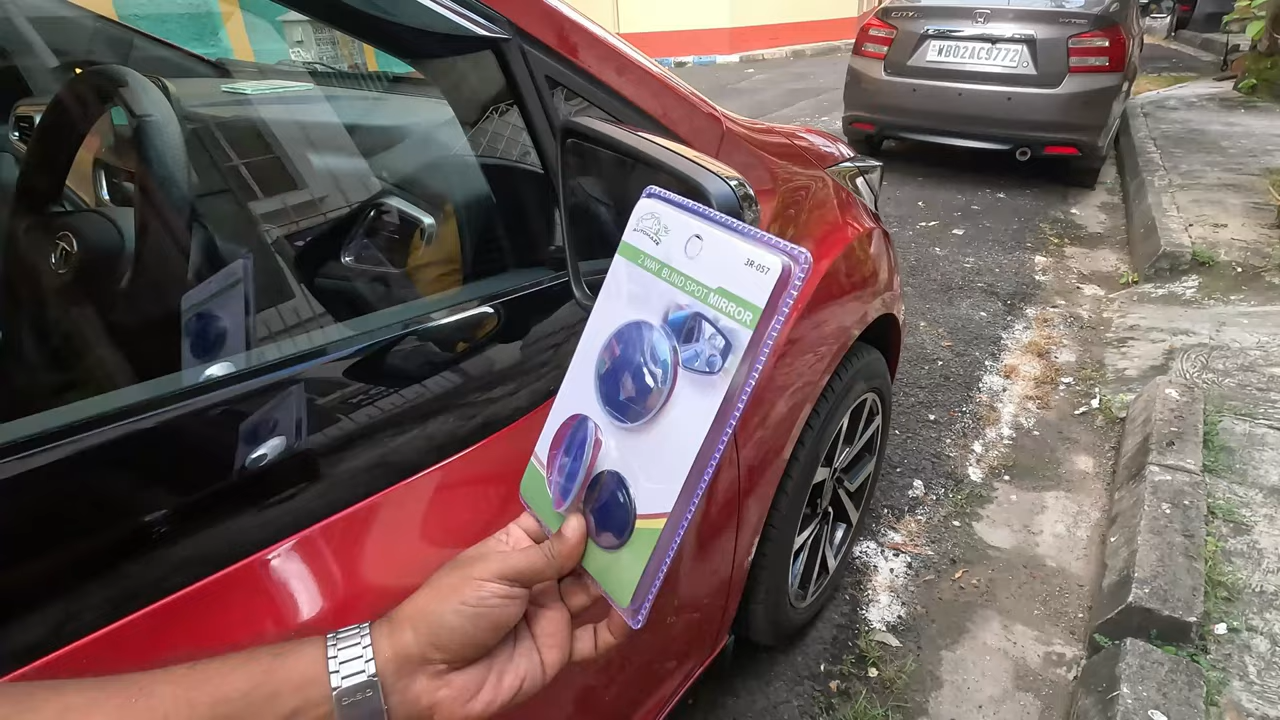 CITY
WB02AC9772
AUTOMAZE
3R-057
2 WAY BLIND SPOT MIRROR
CASIO